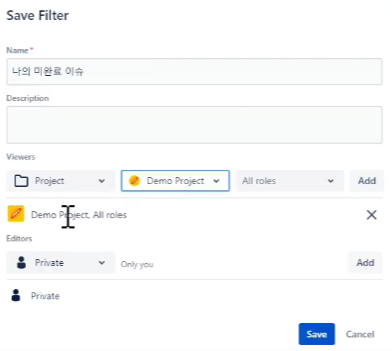 Save Filter
Name*
나의 미완료 이슈
Description
Viewers
Project Demo Project All roles Add
Demo Project, All roles
Editors
Private Only you Add
Private
Save Cancel